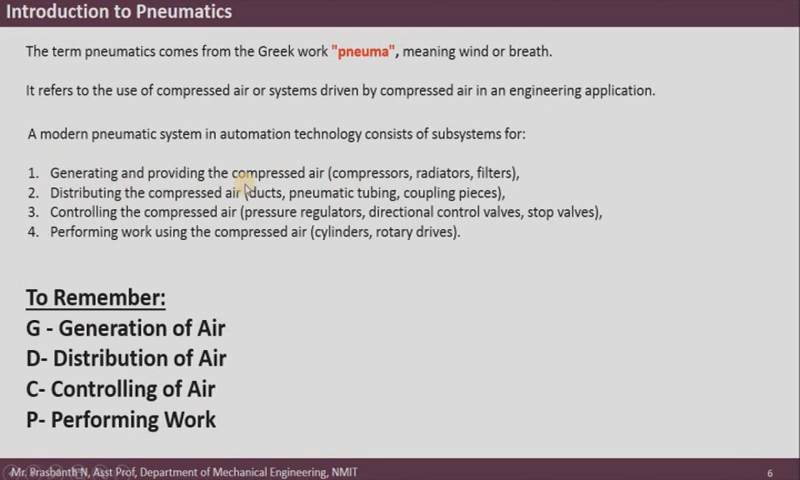 Introduction to Pneumatics
The term pneumatics comes from the Greek work "pneuma", meaning wind or breath.
It refers to the use of compressed air or systems driven by compressed air in an engineering application.
A modern pneumatic system in automation technology consists of subsystems for:
1. Generating and providing the compressed air (compressors, radiators, filters),
2. Distributing the compressed air (ducts, pneumatic tubing, coupling pieces),
3. Controlling the compressed air (pressure regulators, directional control valves, stop valves),
4. Performing work using the compressed air (cylinders, rotary drives).
To Remember:
G - Generation of Air
D- Distribution of Air
C- Controlling of Air
P- Performing Work
Mr. Prashanth N, Asst Prof, Department of Mechanical Engineering, NMIT 6